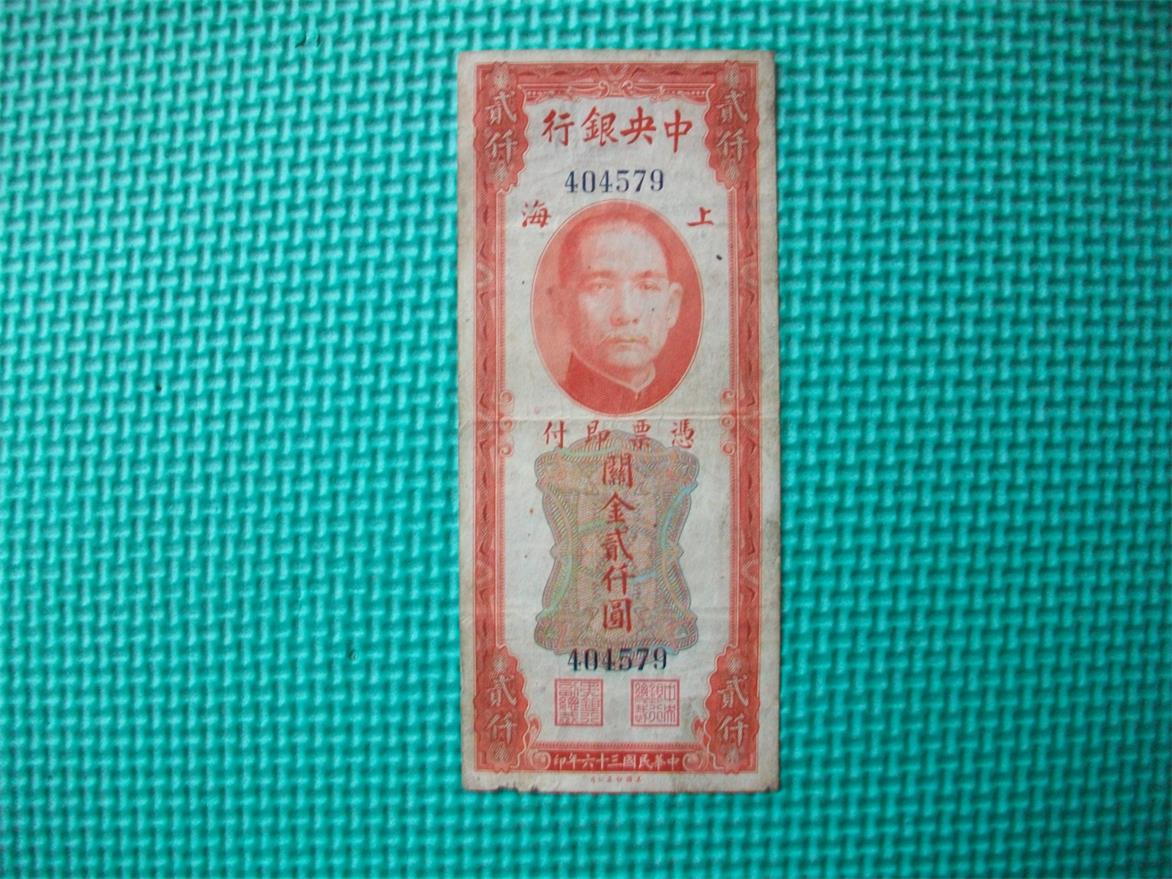 中央銀行
404579
上海
憑票即付
關金貳仟圓
404579
中華民國三十六年印
貳仟
貳仟
貳仟
貳仟